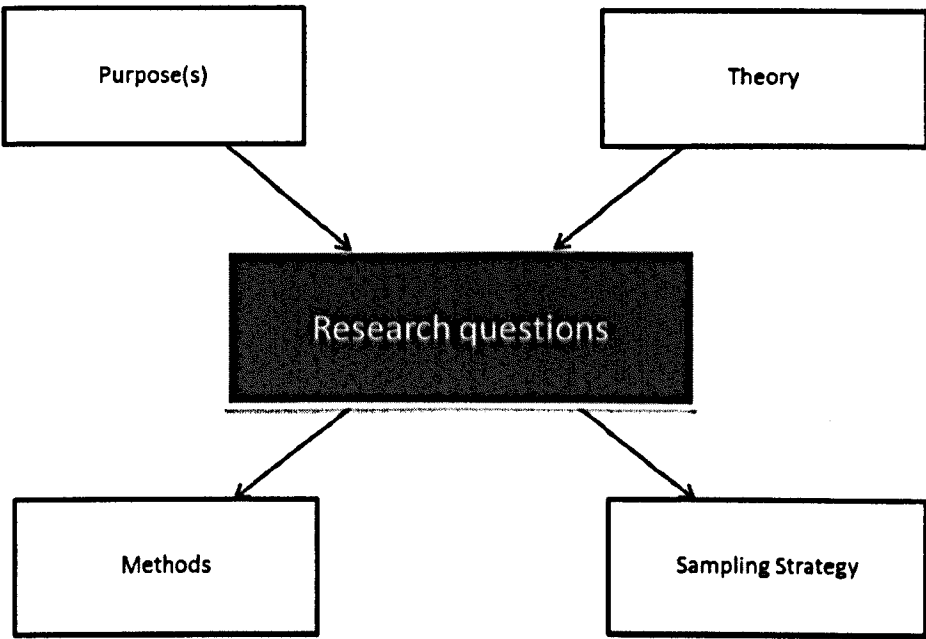 Purpose(s)
Theory
Research questions
Methods
Sampling Strategy